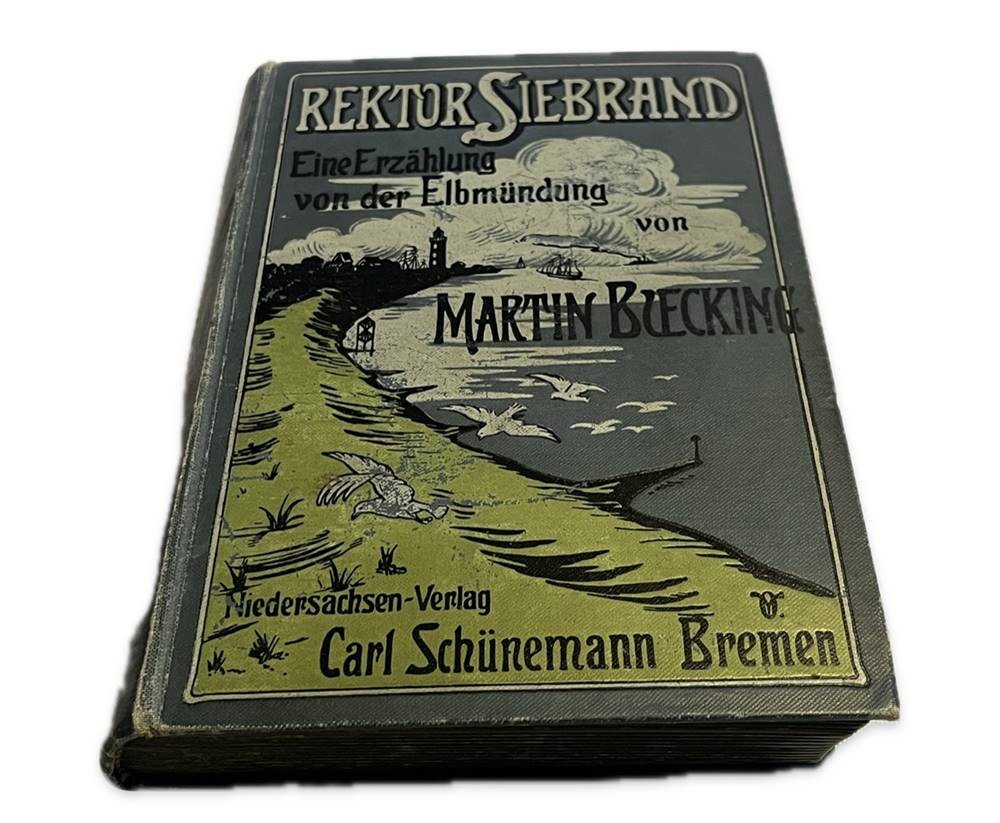 REKTOR SIEBRAND
Eine Erzählung
von der Elbmündung
von
MARTIN BUECKING
Niedersachsen-Verlag
Carl Schünemann Bremen